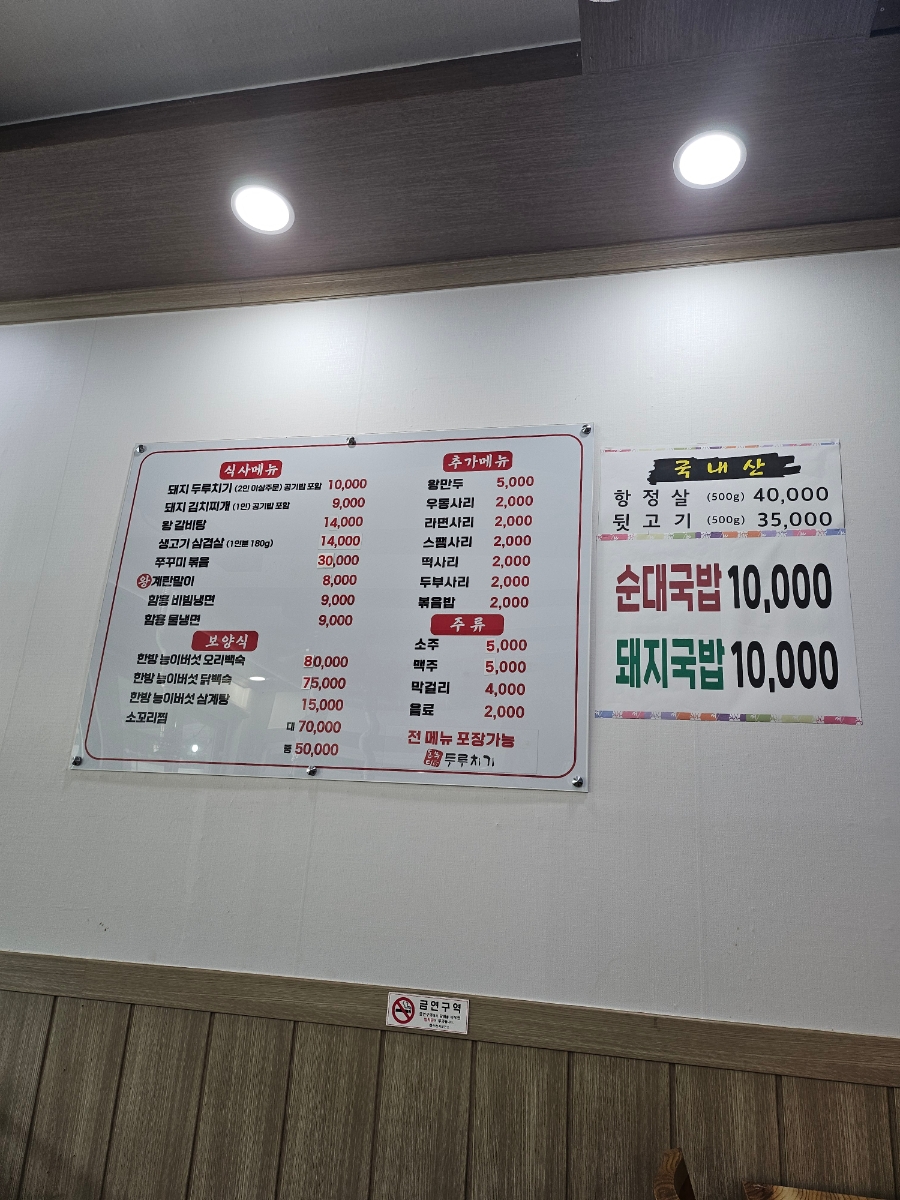 식사메뉴
돼지 두루치기 (2인 이상주문) 공기밥 포함 10,000
돼지 김치찌개 (1인) 공기밥 포함 9,000
왕 갈비탕 14,000
생고기 삼겹살 (1인분 180g) 14,000
쭈꾸미 볶음 30,000
왕계란말이 8,000
함흥 비빔냉면 9,000
함흥 물냉면 9,000
보양식
한방 능이버섯 오리백숙 80,000
한방 능이버섯 닭백숙 75,000
한방 능이버섯 삼계탕 15,000
소꼬리찜 대 70,000
중 50,000
추가메뉴
왕만두 5,000
우동사리 2,000
라면사리 2,000
스팸사리 2,000
떡사리 2,000
두부사리 2,000
볶음밥 2,000
주류
소주 5,000
맥주 5,000
막걸리 4,000
음료 2,000
전 메뉴 포장가능
두루치기
국내산
항정살 (500g) 40,000
뒷고기 (500g) 35,000
순대국밥 10,000
돼지국밥 10,000
금연구역